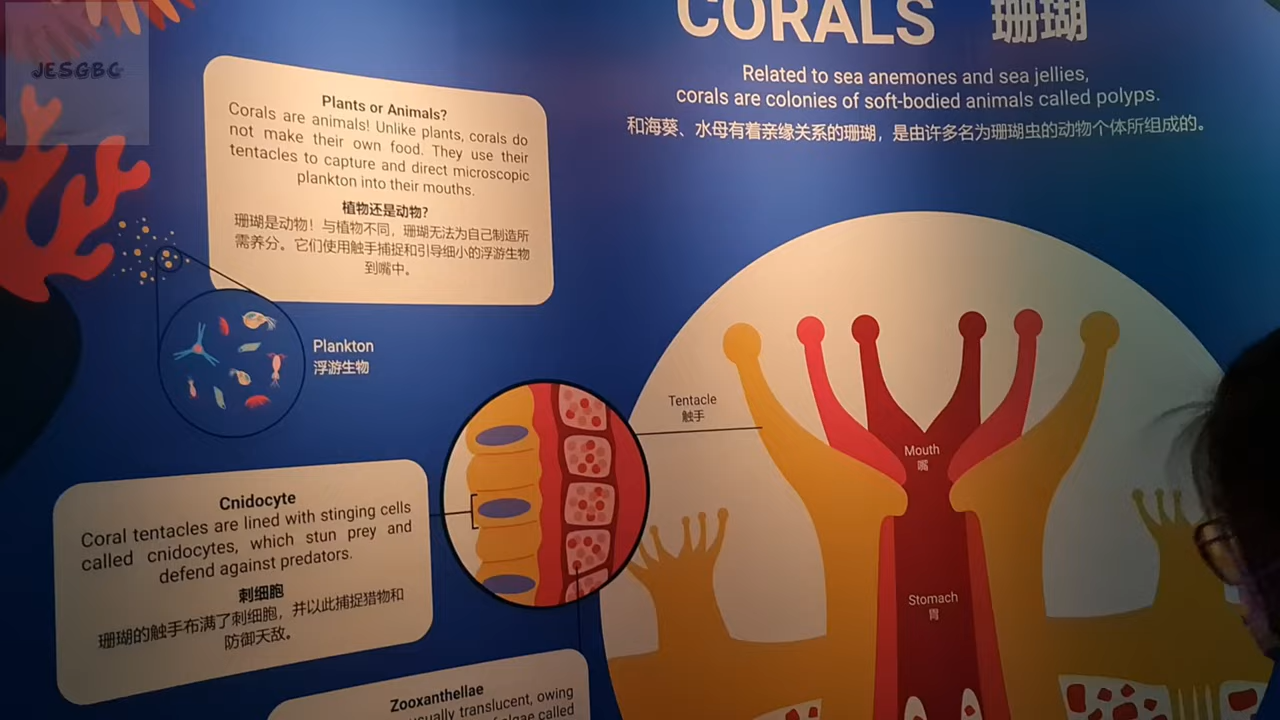 JESGBC
CORALS 珊瑚
Related to sea anemones and sea jellies,
corals are colonies of soft-bodied animals called polyps.
和海葵、水母有着亲缘关系的珊瑚，是由许多名为珊瑚虫的动物个体所组成的。
Plants or Animals?
Corals are animals! Unlike plants, corals do
not make their own food. They use their
tentacles to capture and direct microscopic
plankton into their mouths.
植物还是动物？
珊瑚是动物！与植物不同，珊瑚无法为自己制造所
需养分。它们使用触手捕捉和引导细小的浮游生物
到嘴中。
Plankton
浮游生物
Tentacle
触手
Mouth
嘴
Stomach
胃
Cnidocyte
Coral tentacles are lined with stinging cells
called cnidocytes, which stun prey and
defend against predators.
刺细胞
珊瑚的触手布满了刺细胞，并以此捕捉猎物和
防御天敌。
Zooxanthellae
usually translucent, owing
of algae called